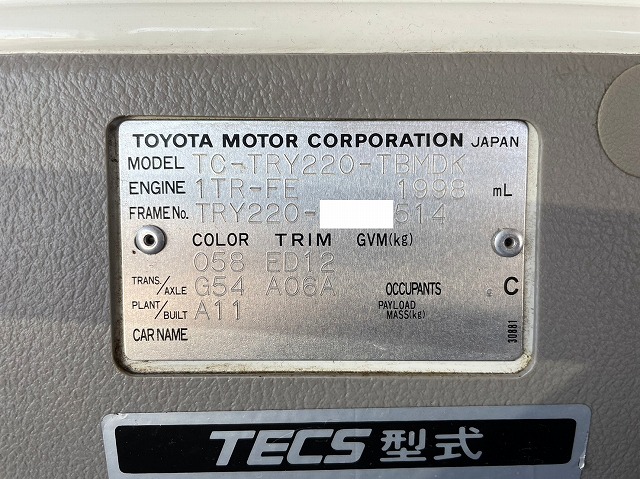 TOYOTA MOTOR CORPORATION JAPAN
MODEL TC-TRY220-TBMDK
ENGINE 1TR-FE 1998 mL
FRAME No. TRY220- 514
COLOR TRIM GVM(kg)
058 ED12
TRANS./AXLE G54 A06A OCCUPANTS C
PLANT/BUILT A11 PAYLOAD MASS(kg)
CAR NAME
30881
TECS 型式